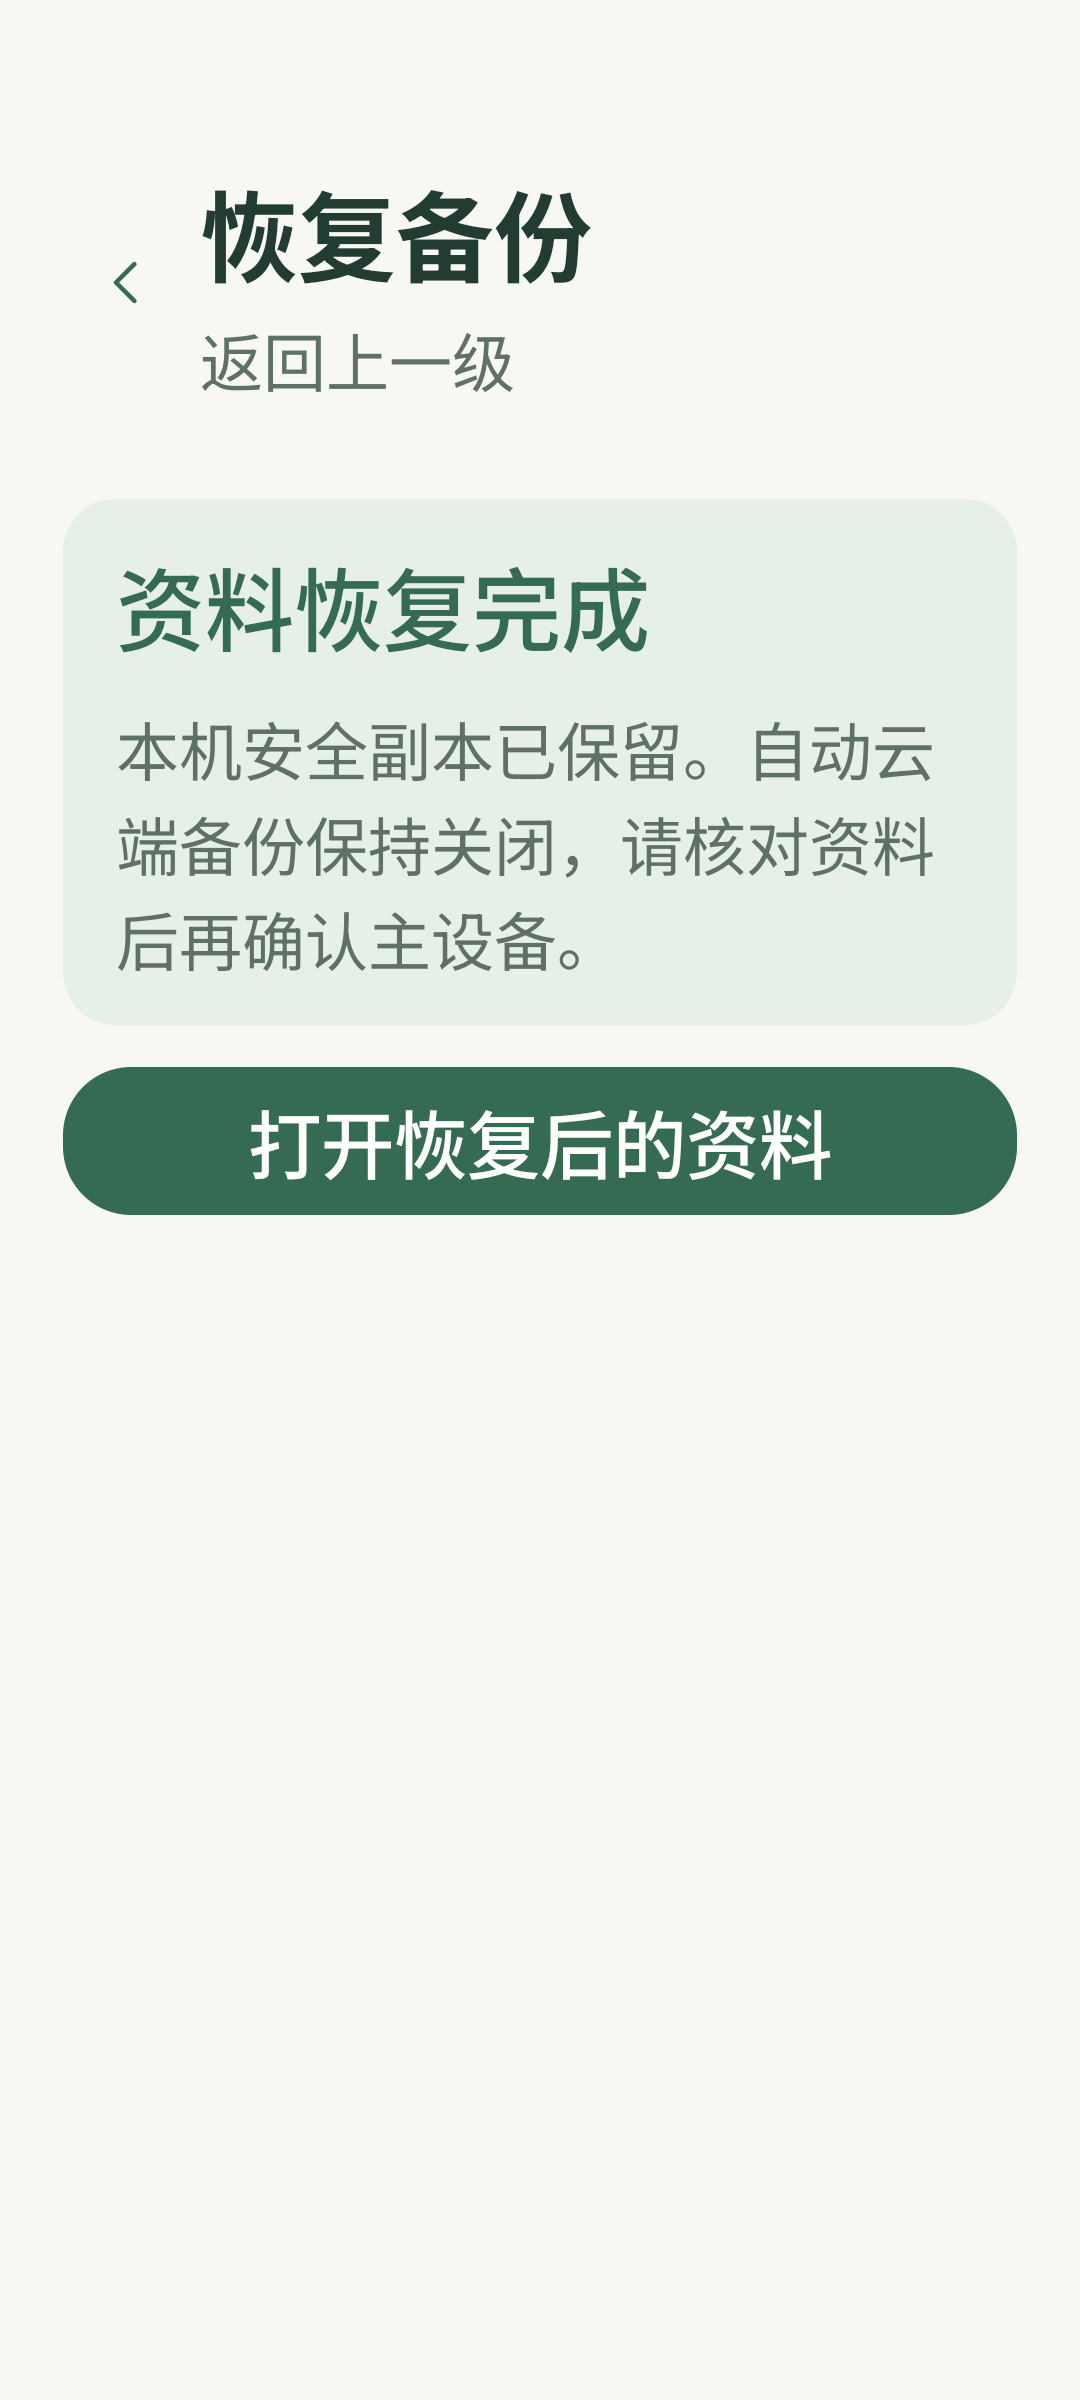 恢复备份
返回上一级
资料恢复完成
本机安全副本已保留。自动云
端备份保持关闭，请核对资料
后再确认主设备。
打开恢复后的资料